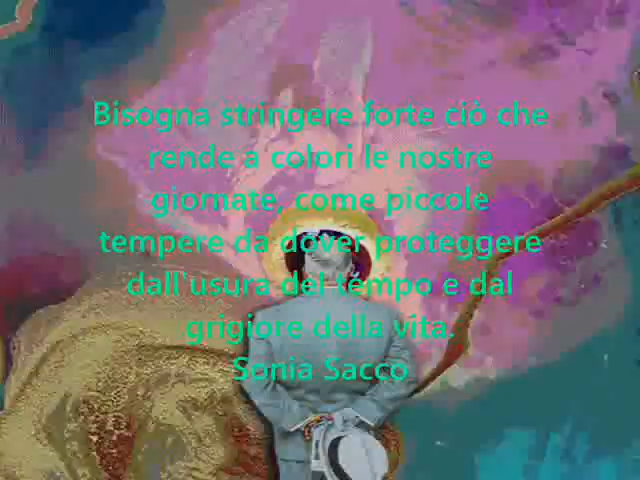 Bisogna stringere forte ciò che
rende a colori le nostre
giornate, come piccole
tempere da dover proteggere
dall`usura del tempo e dal
grigiore della vita.
Sonia Sacco